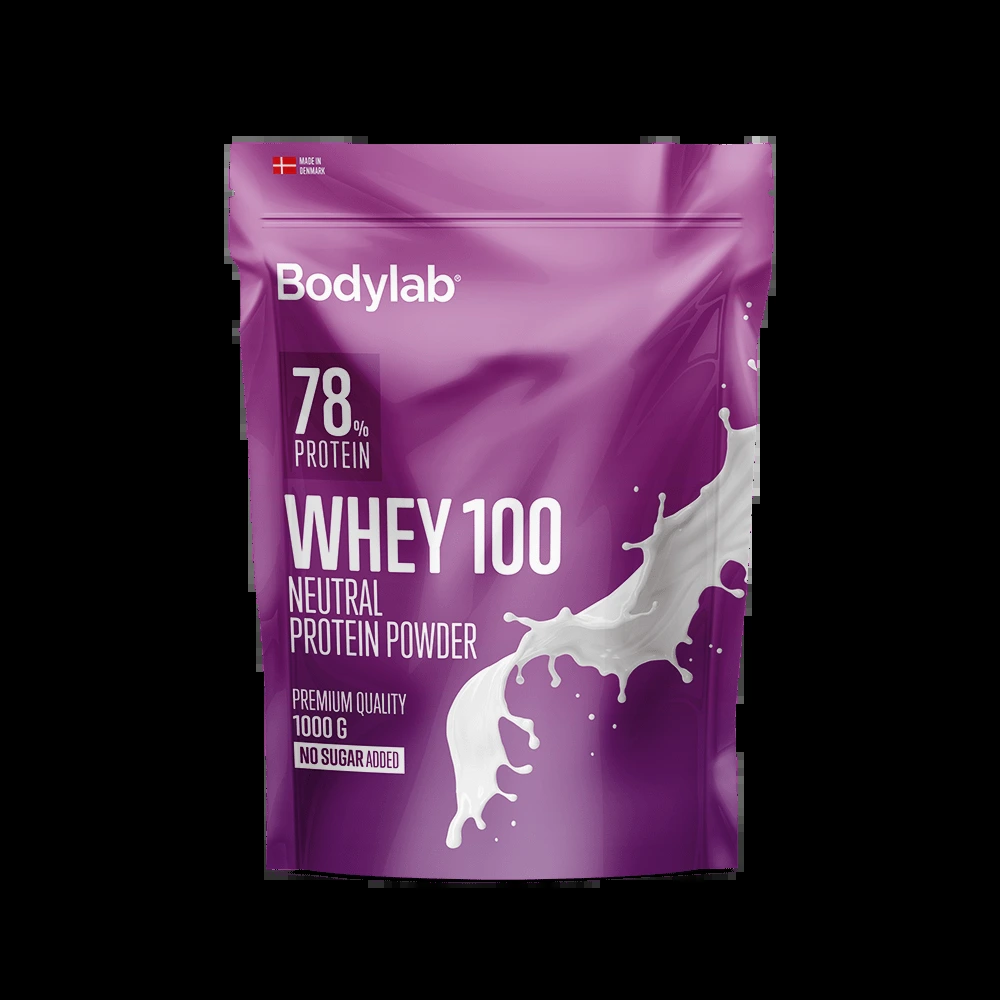 MADE IN
DENMARK
Bodylab®
78%
PROTEIN
WHEY 100
NEUTRAL
PROTEIN POWDER
PREMIUM QUALITY
1000 G
NO SUGAR ADDED